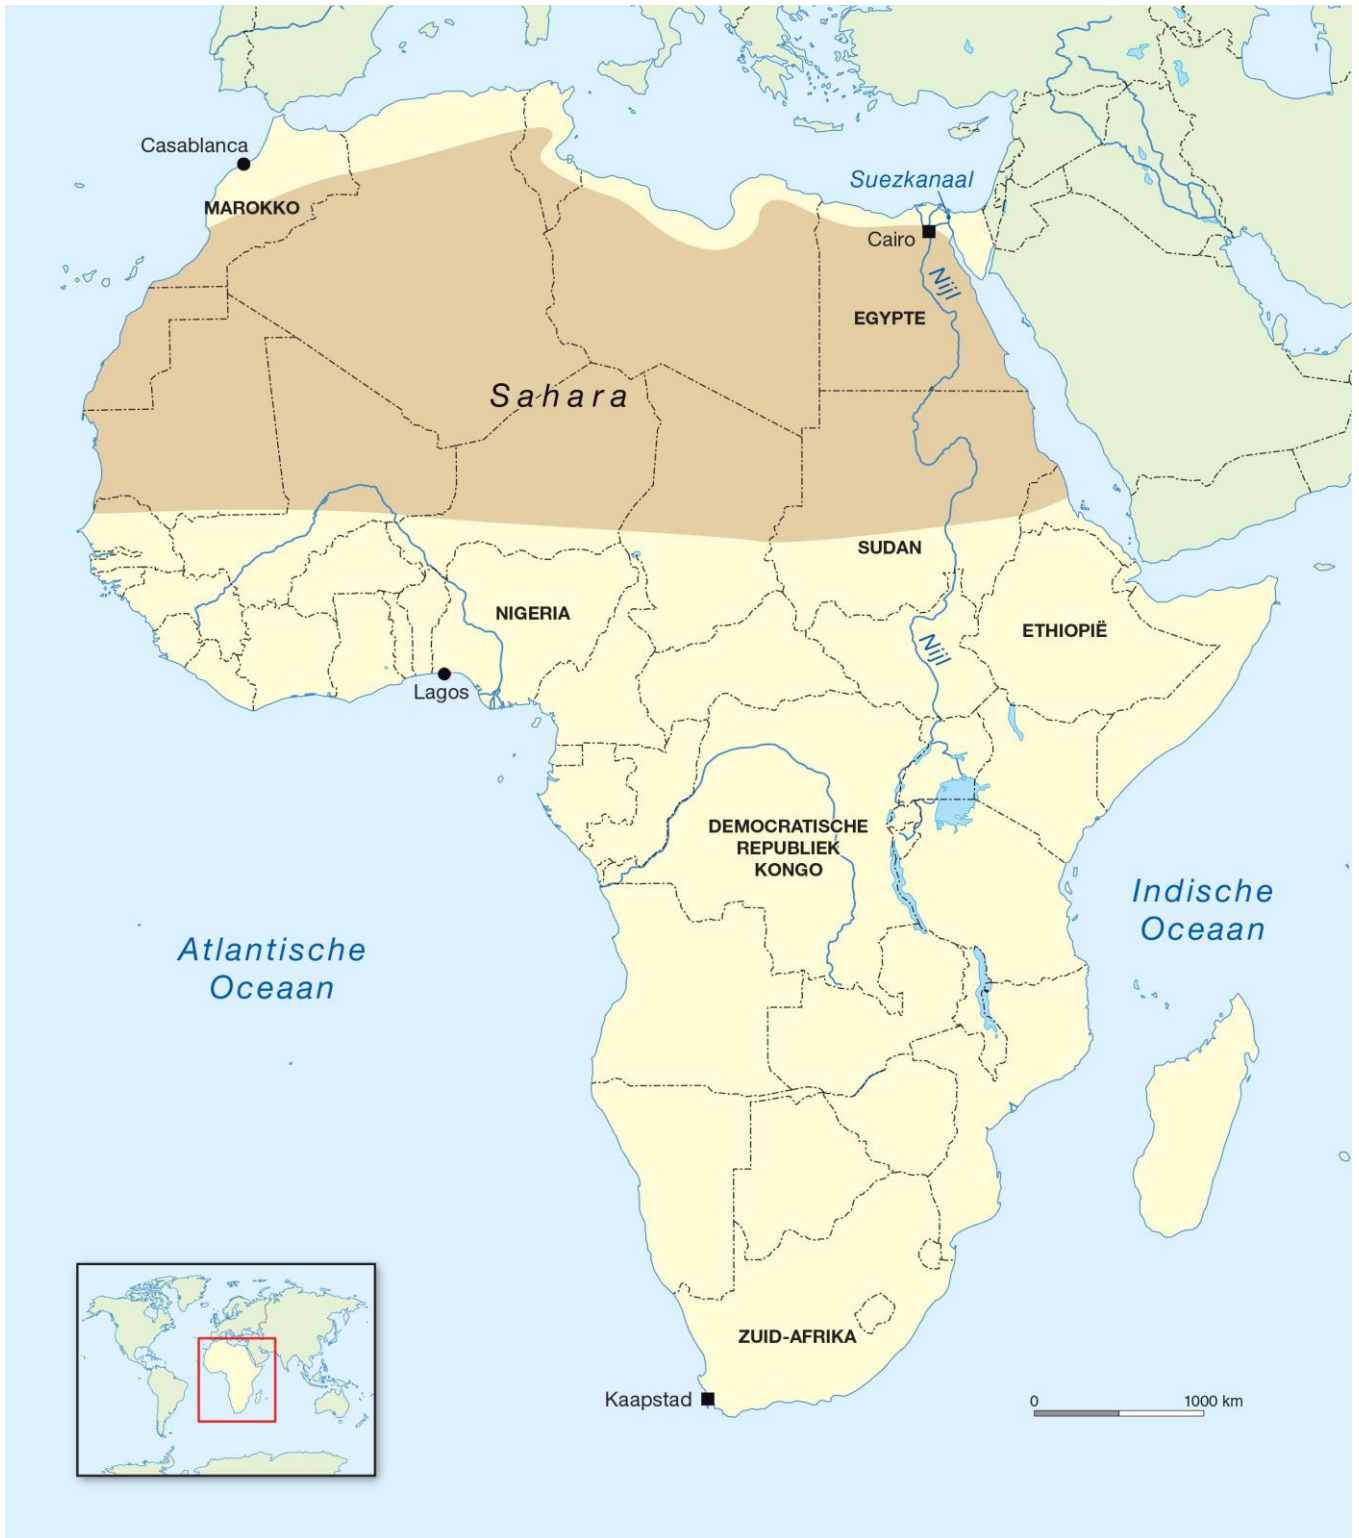 Casablanca
Suezkanaal
MAROKKO
Cairo
Nijl
EGYPTE
Sahara
SUDAN
NIGERIA
ETHIOPIË
Nijl
Lagos
DEMOCRATISCHE
REPUBLIEK
KONGO
Indische
Oceaan
Atlantische
Oceaan
ZUID-AFRIKA
Kaapstad
0 1000 km